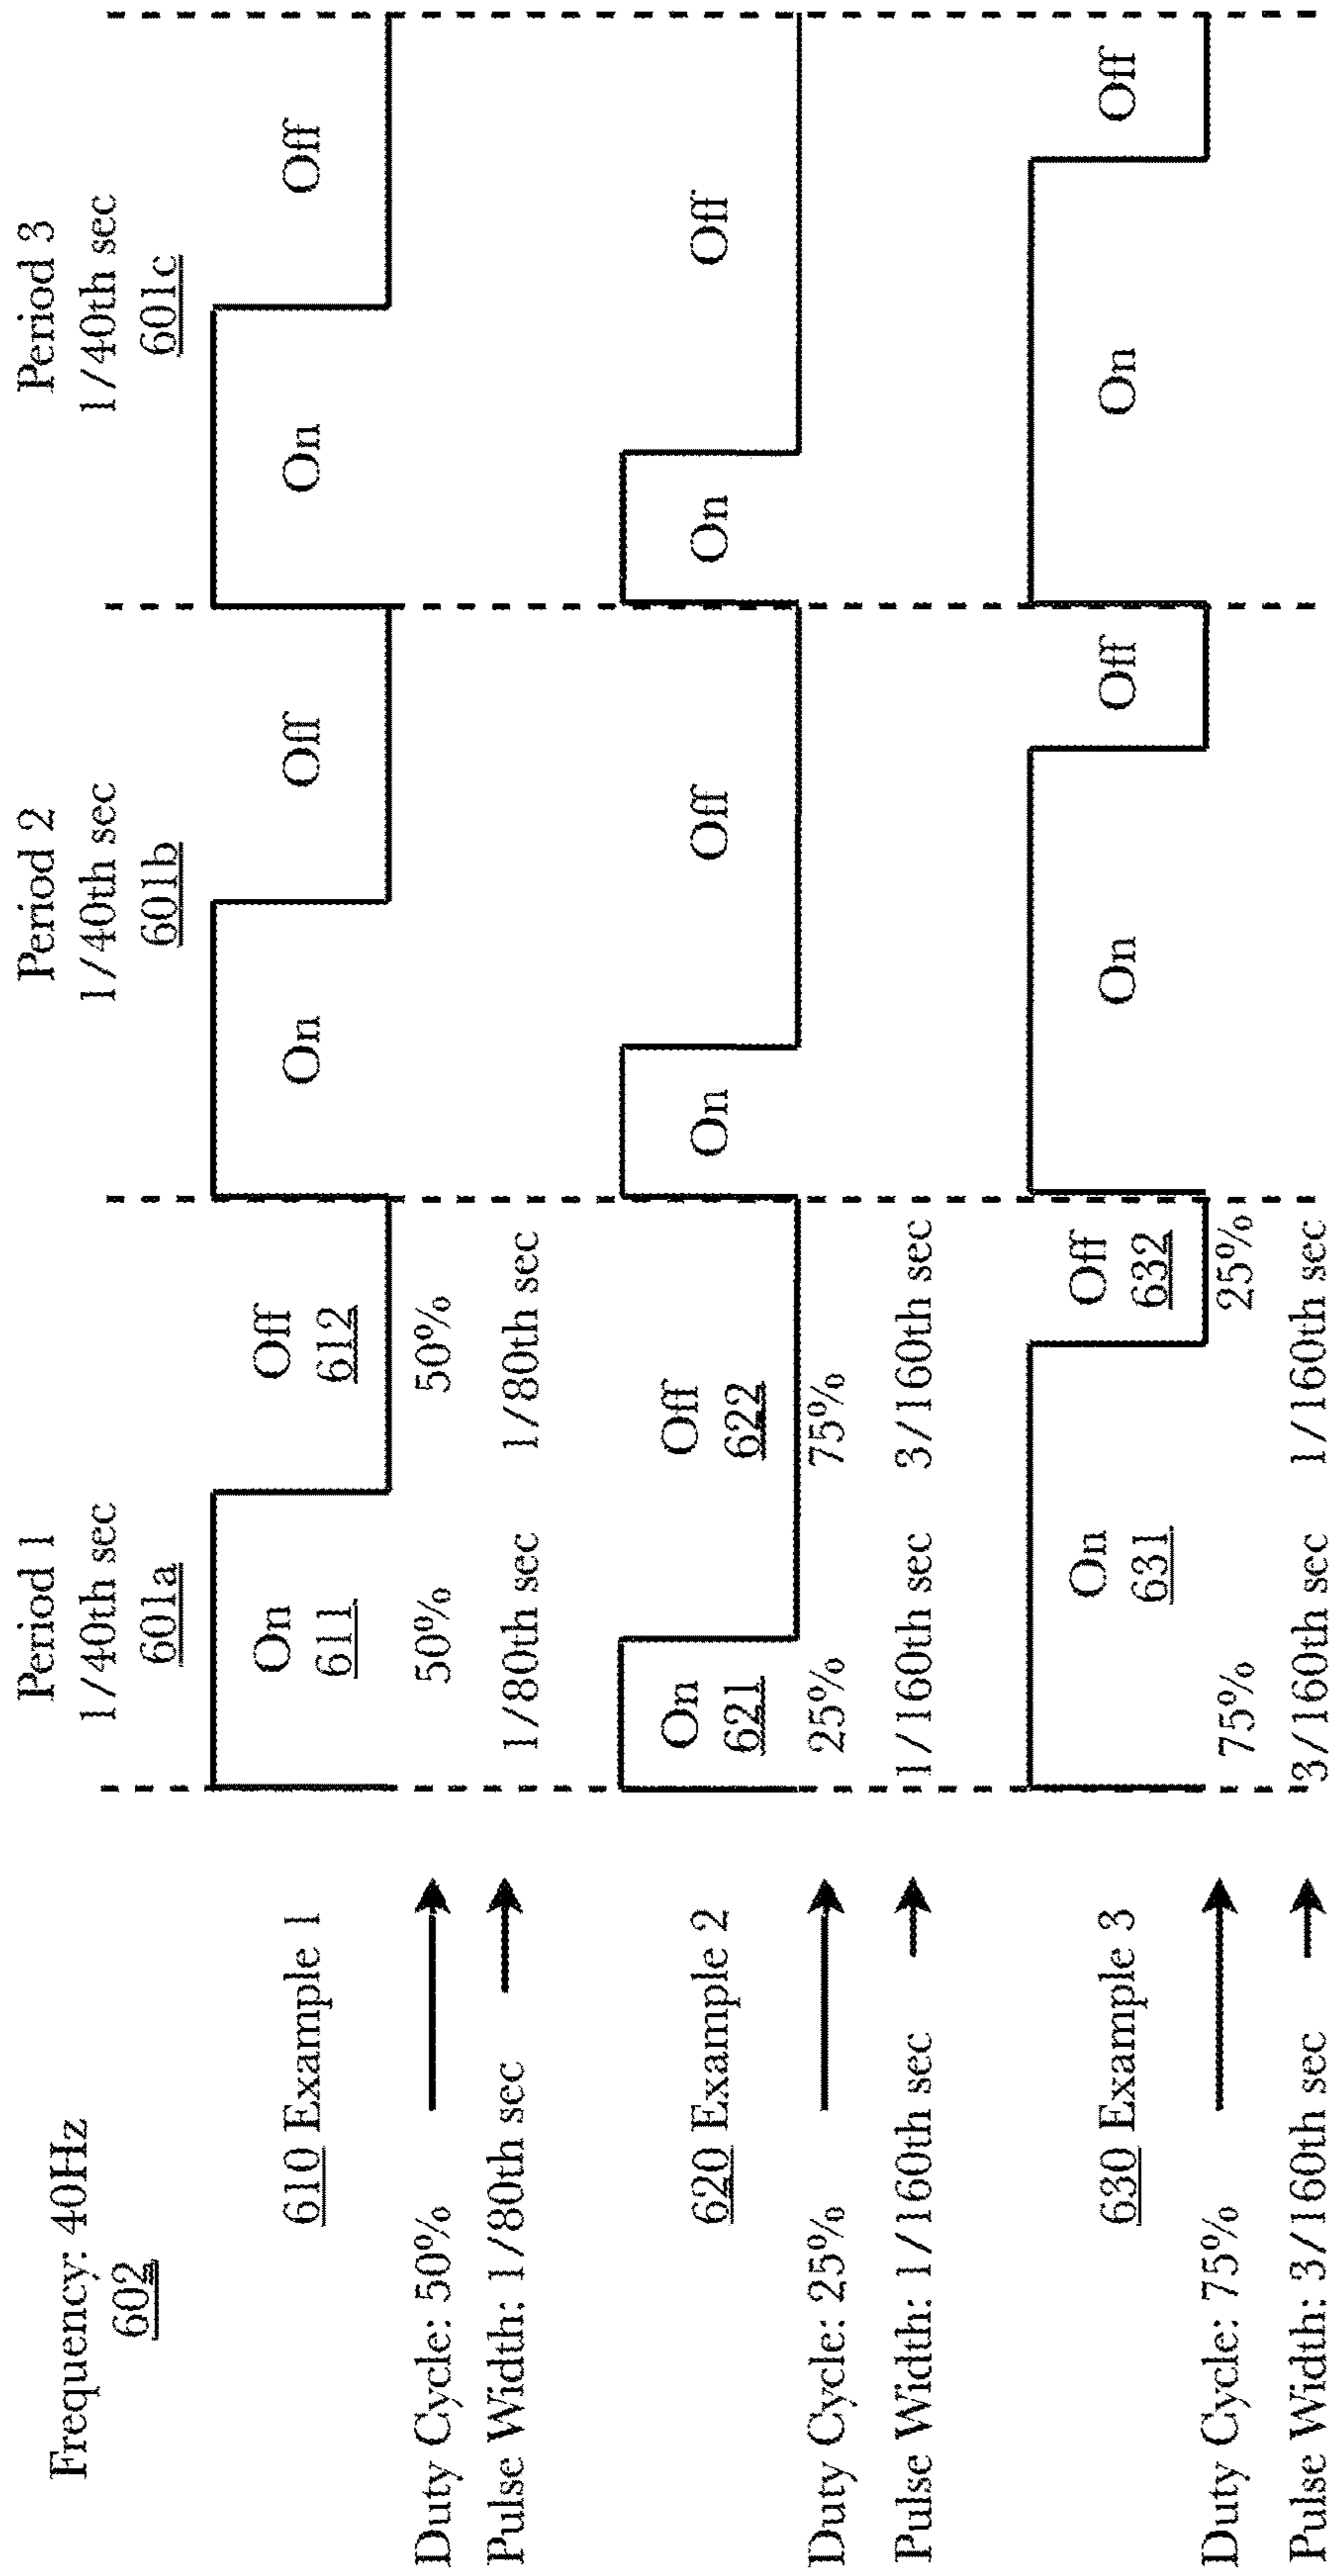 Frequency: 40Hz
602
Period 1
1/40th sec
601a
Period 2
1/40th sec
601b
Period 3
1/40th sec
601c
610 Example 1
On
611
Off
612
On
Off
On
Off
Duty Cycle: 50%
50%
50%
Pulse Width: 1/80th sec
1/80th sec
1/80th sec
620 Example 2
On
621
Off
622
On
Off
On
Off
Duty Cycle: 25%
25%
75%
Pulse Width: 1/160th sec
1/160th sec
3/160th sec
630 Example 3
On
631
Off
632
On
Off
On
Off
Duty Cycle: 75%
75%
25%
Pulse Width: 3/160th sec
3/160th sec
1/160th sec